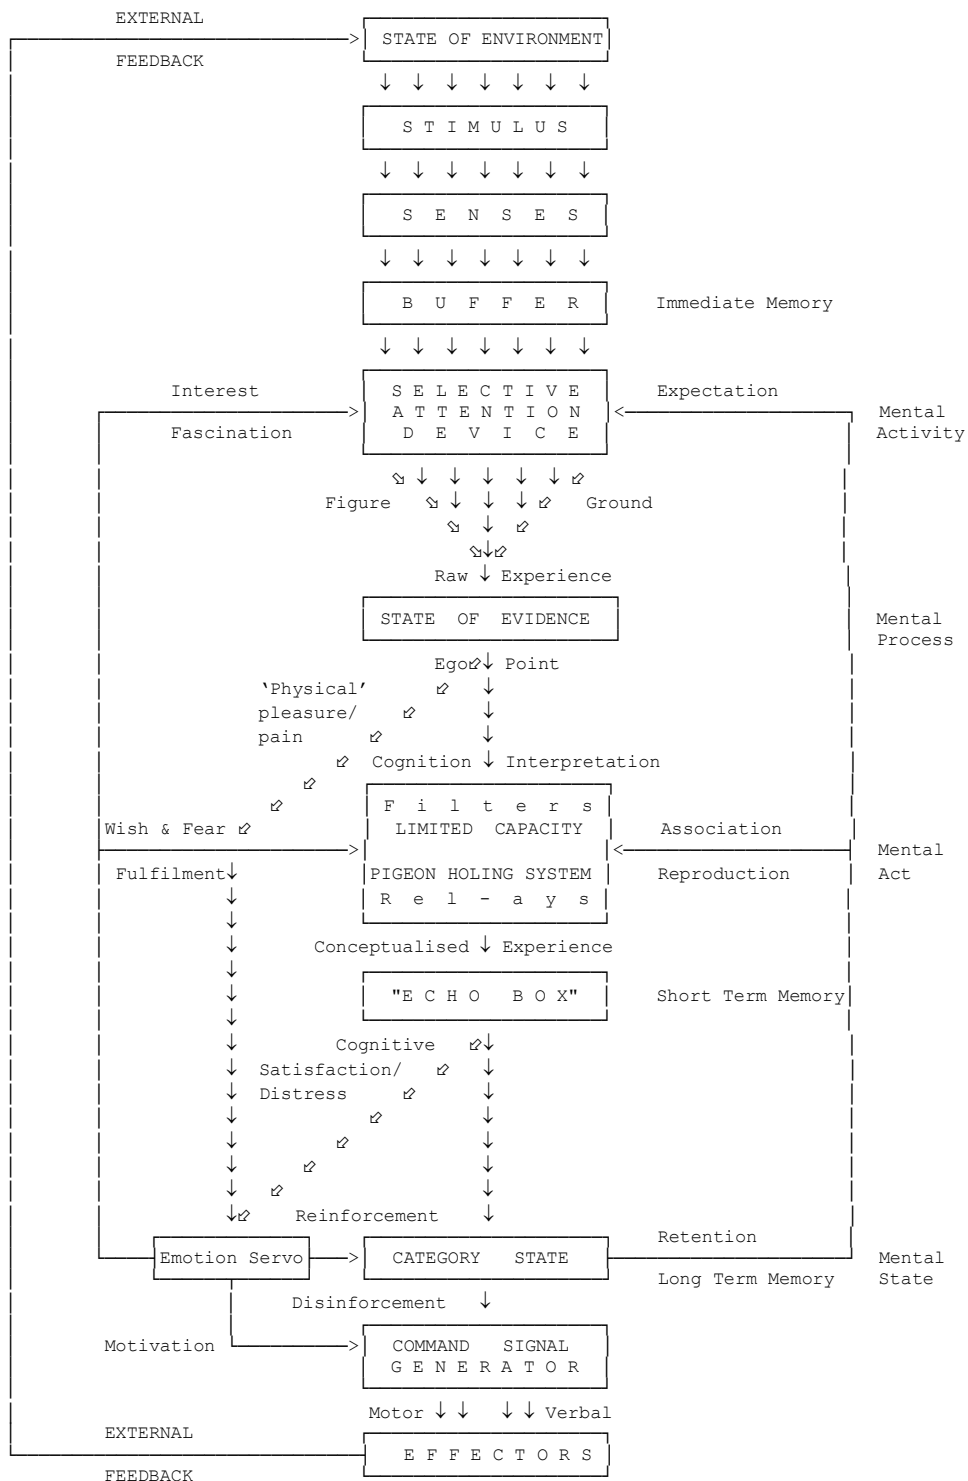 EXTERNAL
STATE OF ENVIRONMENT
FEEDBACK
S T I M U L U S
S E N S E S
B U F F E R Immediate Memory
Interest S E L E C T I V E Expectation
A T T E N T I O N Mental
Fascination D E V I C E Activity
Figure Ground
Raw Experience
STATE OF EVIDENCE Mental
Process
Ego Point
‘Physical’
pleasure/
pain
Cognition Interpretation
F i l t e r s
Wish & Fear LIMITED CAPACITY Association
Mental
Fulfilment PIGEON HOLING SYSTEM Reproduction Act
R e l - a y s
Conceptualised Experience
"E C H O B O X" Short Term Memory
Cognitive
Satisfaction/
Distress
Reinforcement
Retention
Emotion Servo CATEGORY STATE Mental
Long Term Memory State
Disinforcement
Motivation COMMAND SIGNAL
G E N E R A T O R
Motor Verbal
EXTERNAL
E F F E C T O R S
FEEDBACK